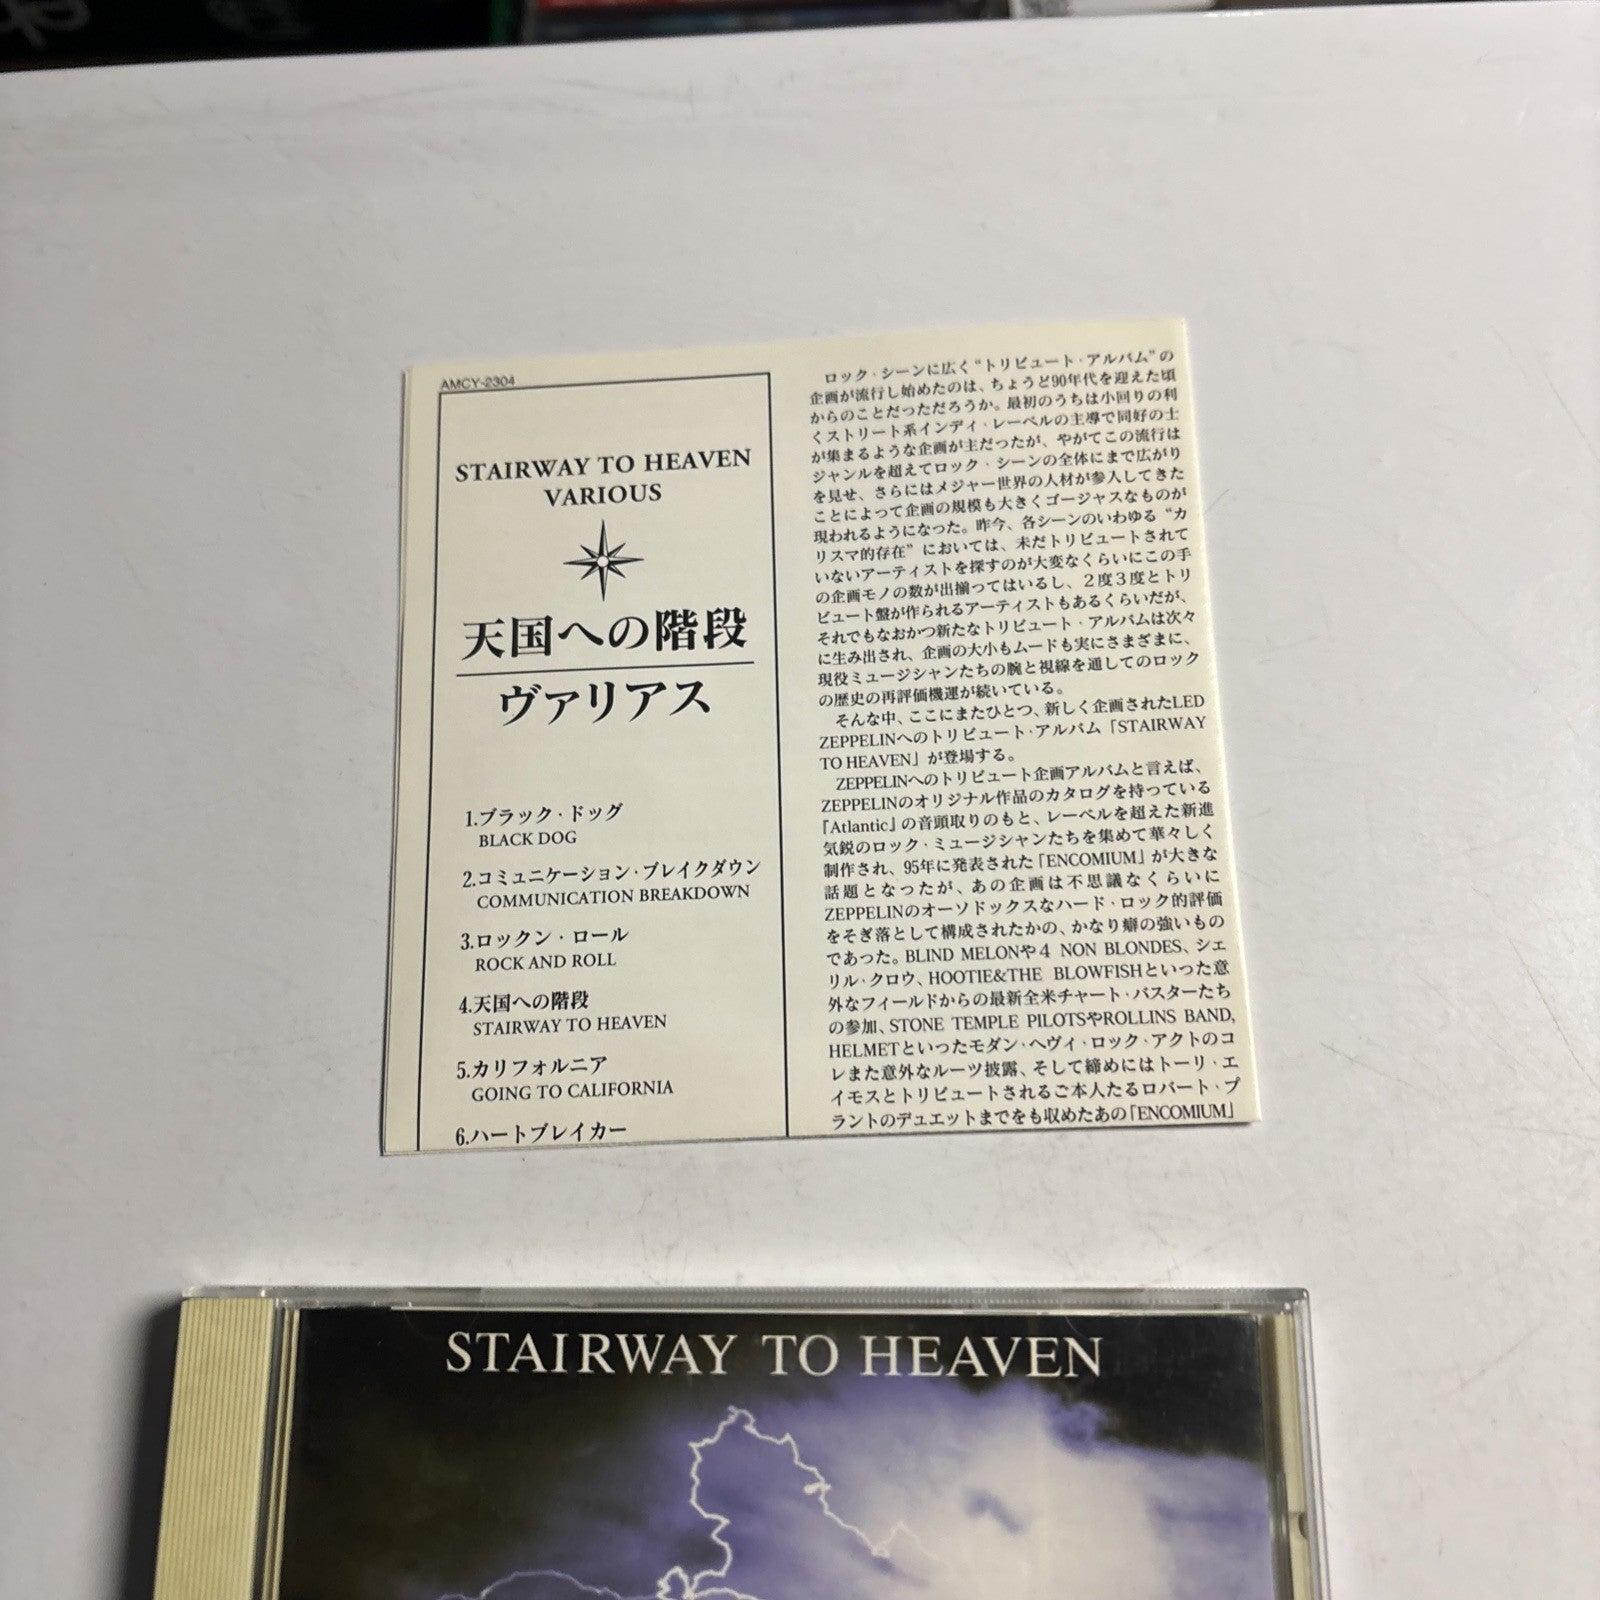 AMCY-2304
STAIRWAY TO HEAVEN
VARIOUS
天国への階段
ヴァリアス
1.ブラック・ドッグ
BLACK DOG
2.コミュニケーション・ブレイクダウン
COMMUNICATION BREAKDOWN
3.ロックン・ロール
ROCK AND ROLL
4.天国への階段
STAIRWAY TO HEAVEN
5.カリフォルニア
GOING TO CALIFORNIA
6.ハートブレイカー
ロック・シーンに広く“トリビュート・アルバム”の
企画が流行し始めたのは、ちょうど90年代を迎えた頃
からのことだっただろうか。最初のうちは小回りの利
くストリート系インディ・レーベルの主導で同好の士
が集まるような企画が主だったが、やがてこの流行は
ジャンルを超えてロック・シーンの全体にまで広がり
を見せ、さらにはメジャー世界の人材が参入してきた
ことによって企画の規模も大きくゴージャスなものが
現われるようになった。昨今、各シーンのいわゆる“カ
リスマ的存在”においては、未だトリビュートされて
いないアーティストを探すのが大変なくらいにこの手
の企画モノの数が出揃ってはいるし、2度3度とトリ
ビュート盤が作られるアーティストもあるくらいだが、
それでもなおかつ新たなトリビュート・アルバムは次々
に生み出され、企画の大小もムードも実にさまざまに、
現役ミュージシャンたちの腕と視線を通してのロック
の歴史の再評価機運が続いている。
そんな中、ここにまたひとつ、新しく企画されたLED
ZEPPELINへのトリビュート・アルバム「STAIRWAY
TO HEAVEN」が登場する。
ZEPPELINへのトリビュート企画アルバムと言えば、
ZEPPELINのオリジナル作品のカタログを持っている
『Atlantic』の音頭取りのもと、レーベルを超えた新進
気鋭のロック・ミュージシャンたちを集めて華々しく
制作され、95年に発表された「ENCOMIUM」が大きな
話題となったが、あの企画は不思議なくらいに
ZEPPELINのオーソドックスなハード・ロック的評価
をそぎ落として構成されたかの、かなり癖の強いもの
であった。BLIND MELONや4 NON BLONDES、シェ
リル・クロウ、HOOTIE&THE BLOWFISHといった意
外なフィールドからの最新全米チャート・バスターたち
の参加、STONE TEMPLE PILOTSやROLLINS BAND,
HELMETといったモダン・ヘヴィ・ロック・アクトのコ
レまた意外なルーツ披露、そして締めにはトーリ・エ
イモスとトリビュートされるご本人たるロバート・プ
ラントのデュエットまでをも収めたあの「ENCOMIUM」
STAIRWAY TO HEAVEN